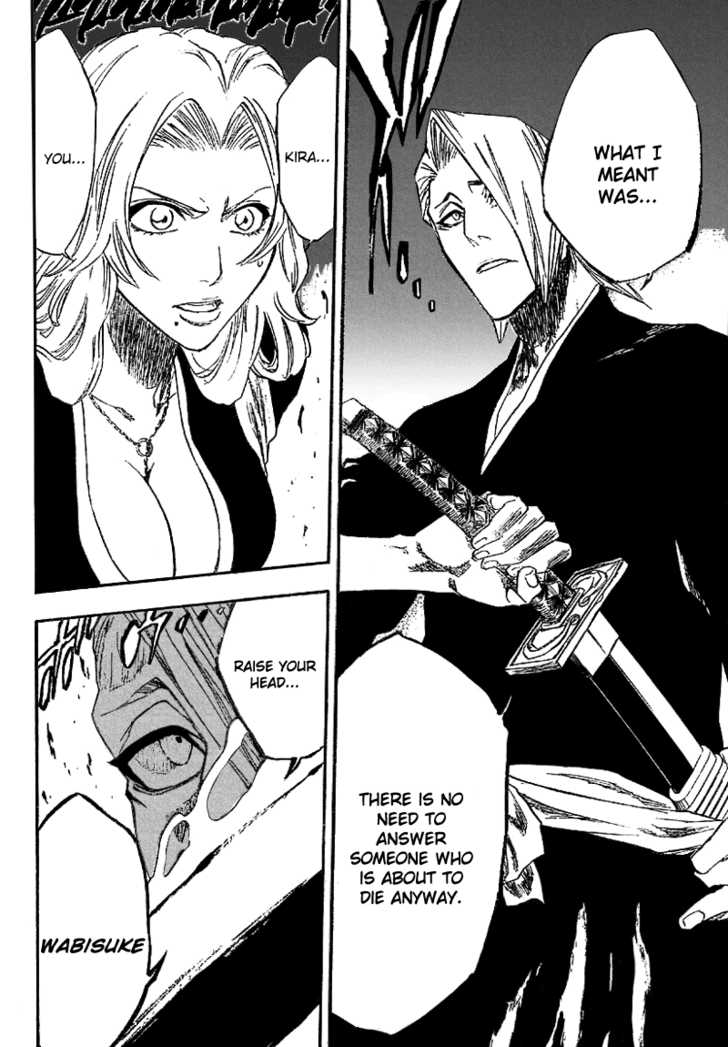 WHAT I
MEANT
WAS...
THERE IS NO
NEED TO
ANSWER
SOMEONE WHO
IS ABOUT TO
DIE ANYWAY.
KIRA...
YOU...
RAISE YOUR
HEAD...
WABISUKE